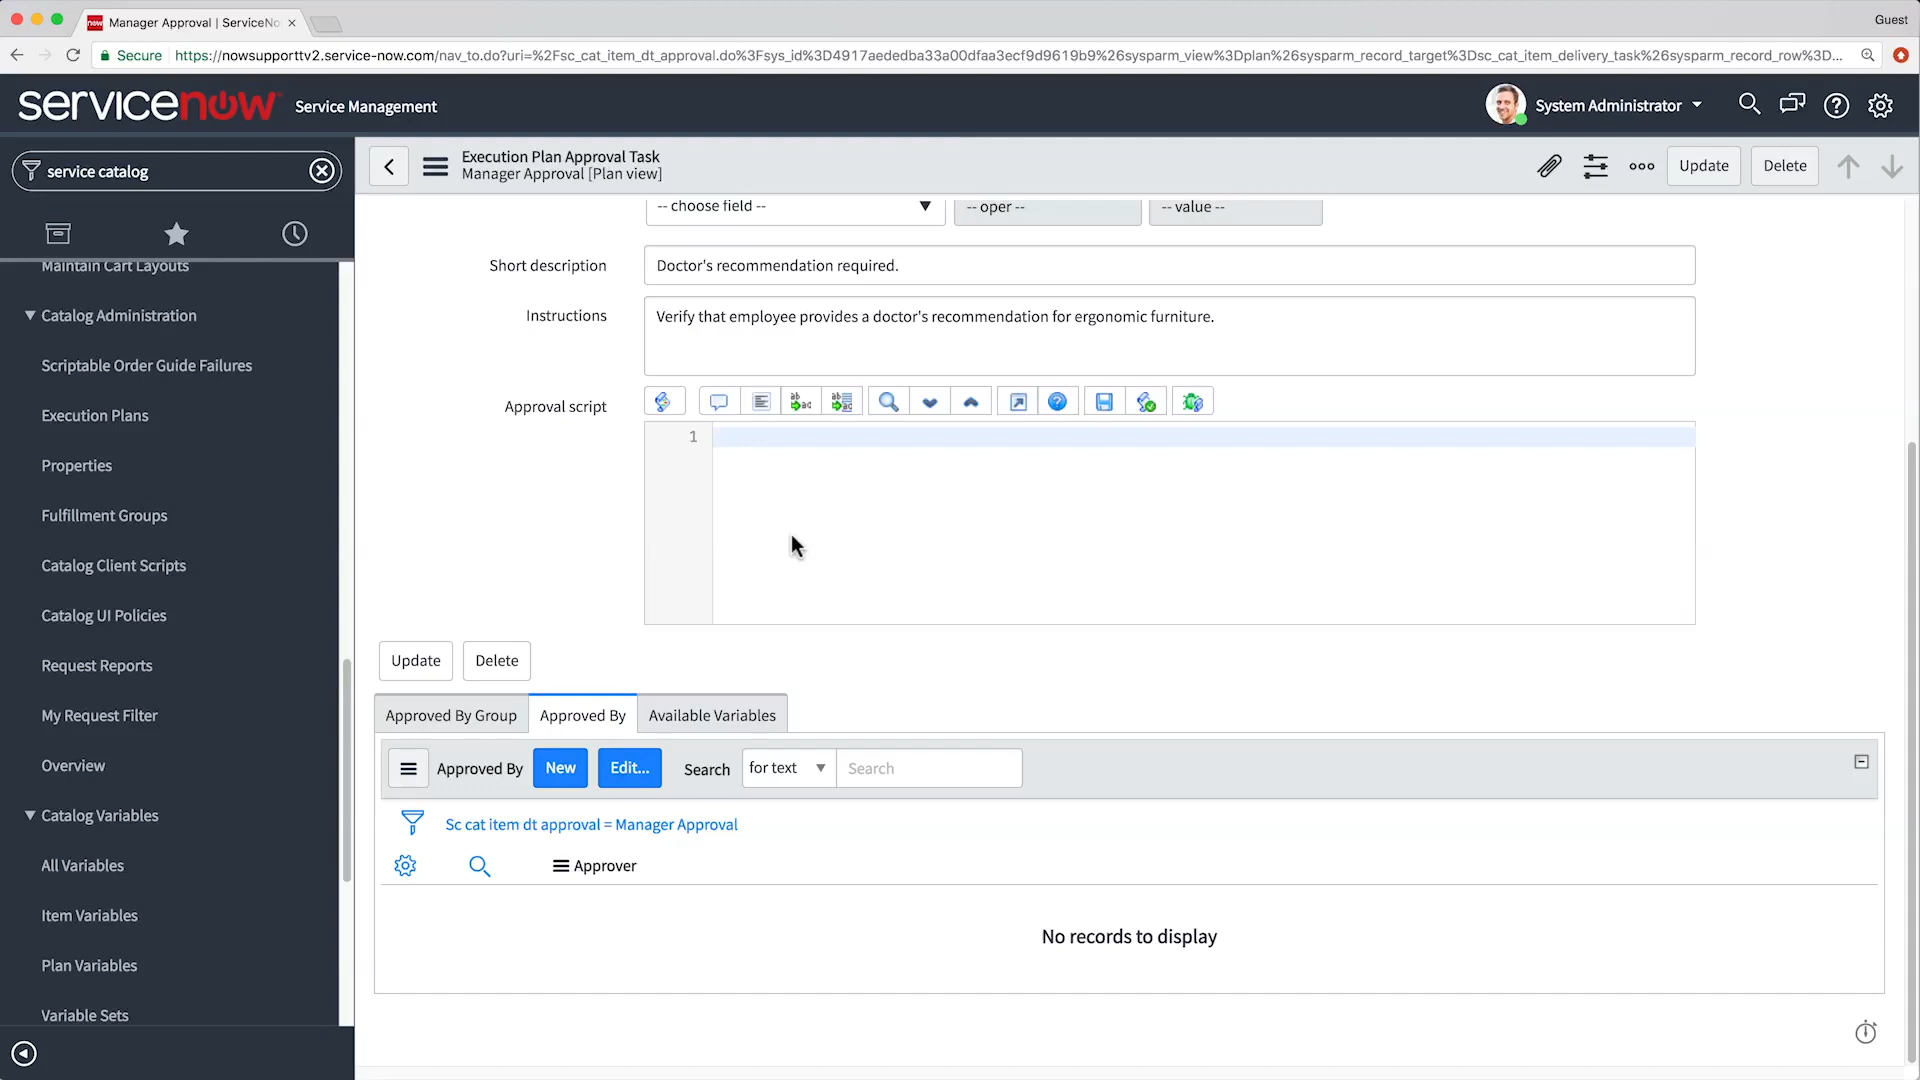 Manager Approval | ServiceNo
Guest
Secure
https://nowsupporttv2.service-now.com/nav_to.do?uri=%2Fsc_cat_item_dt_approval.do%3Fsys_id%3D4917aededba33a00dfaa3ecf9d9619b9%26sysparm_view%3Dplan%26sysparm_record_target%3Dsc_cat_item_delivery_task%26sysparm_record_row%3D...
servicenow
Service Management
System Administrator
service catalog
Maintain Cart Layouts
Catalog Administration
Scriptable Order Guide Failures
Execution Plans
Properties
Fulfillment Groups
Catalog Client Scripts
Catalog UI Policies
Request Reports
My Request Filter
Overview
Catalog Variables
All Variables
Item Variables
Plan Variables
Variable Sets
Execution Plan Approval Task
Manager Approval [Plan view]
Update
Delete
-- choose field --
-- oper --
-- value --
Short description
Doctor's recommendation required.
Instructions
Verify that employee provides a doctor's recommendation for ergonomic furniture.
Approval script
1
Update
Delete
Approved By Group
Approved By
Available Variables
Approved By
New
Edit...
Search
for text
Search
Sc cat item dt approval = Manager Approval
Approver
No records to display